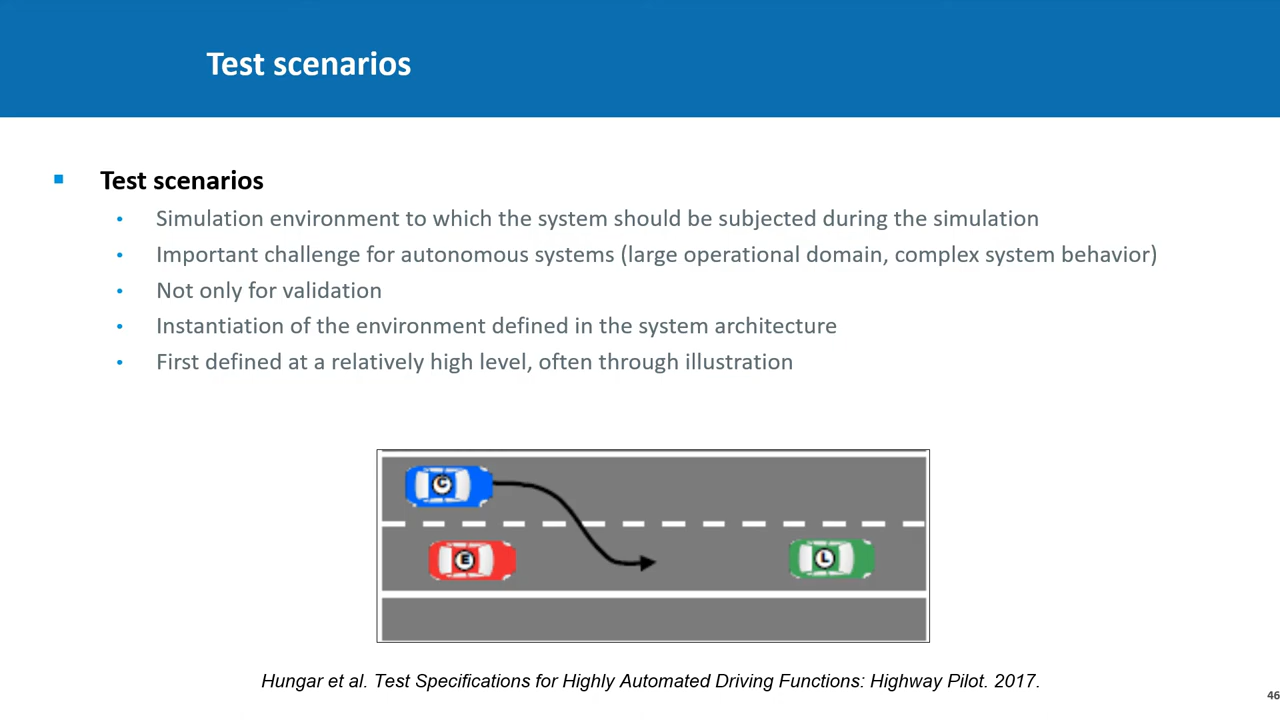 Test scenarios
Test scenarios
Simulation environment to which the system should be subjected during the simulation
Important challenge for autonomous systems (large operational domain, complex system behavior)
Not only for validation
Instantiation of the environment defined in the system architecture
First defined at a relatively high level, often through illustration
C
E
L
Hungar et al. Test Specifications for Highly Automated Driving Functions: Highway Pilot. 2017.
46